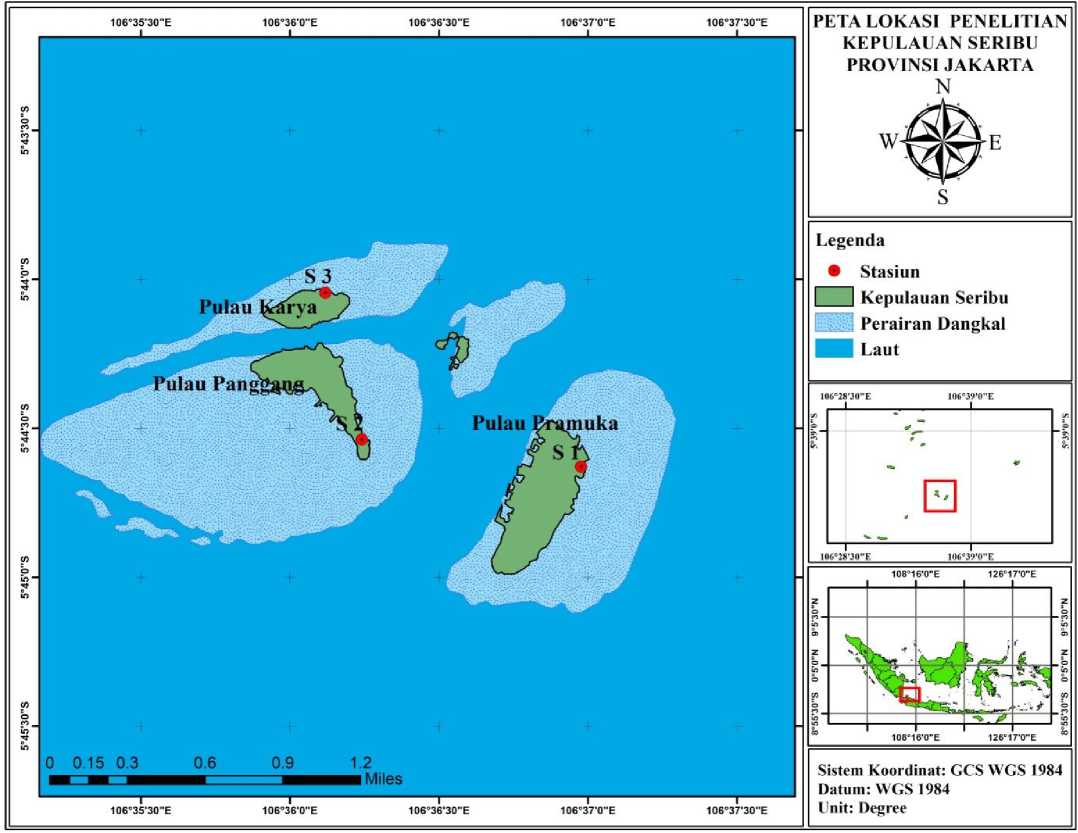 106°35'30"E 106°36'0"E 106°36'30"E 106°37'0"E 106°37'30"E
5°43'30"S
5°44'0"S
5°44'30"S
5°45'0"S
5°45'30"S
S 3
Pulau Karya
Pulau Panggang
S 2
Pulau Pramuka
S 1
0 0.15 0.3 0.6 0.9 1.2
Miles
106°35'30"E 106°36'0"E 106°36'30"E 106°37'0"E 106°37'30"E
PETA LOKASI PENELITIAN
KEPULAUAN SERIBU
PROVINSI JAKARTA
N
W E
S
Legenda
Stasiun
Kepulauan Seribu
Perairan Dangkal
Laut
106°28'30"E 106°39'0"E
5°39'0"S 5°39'0"S
106°28'30"E 106°39'0"E
108°16'0"E 126°17'0"E
9°5'30"N 9°5'30"N
0°5'0"N 0°5'0"N
8°55'30"S 8°55'30"S
108°16'0"E 126°17'0"E
Sistem Koordinat: GCS WGS 1984
Datum: WGS 1984
Unit: Degree